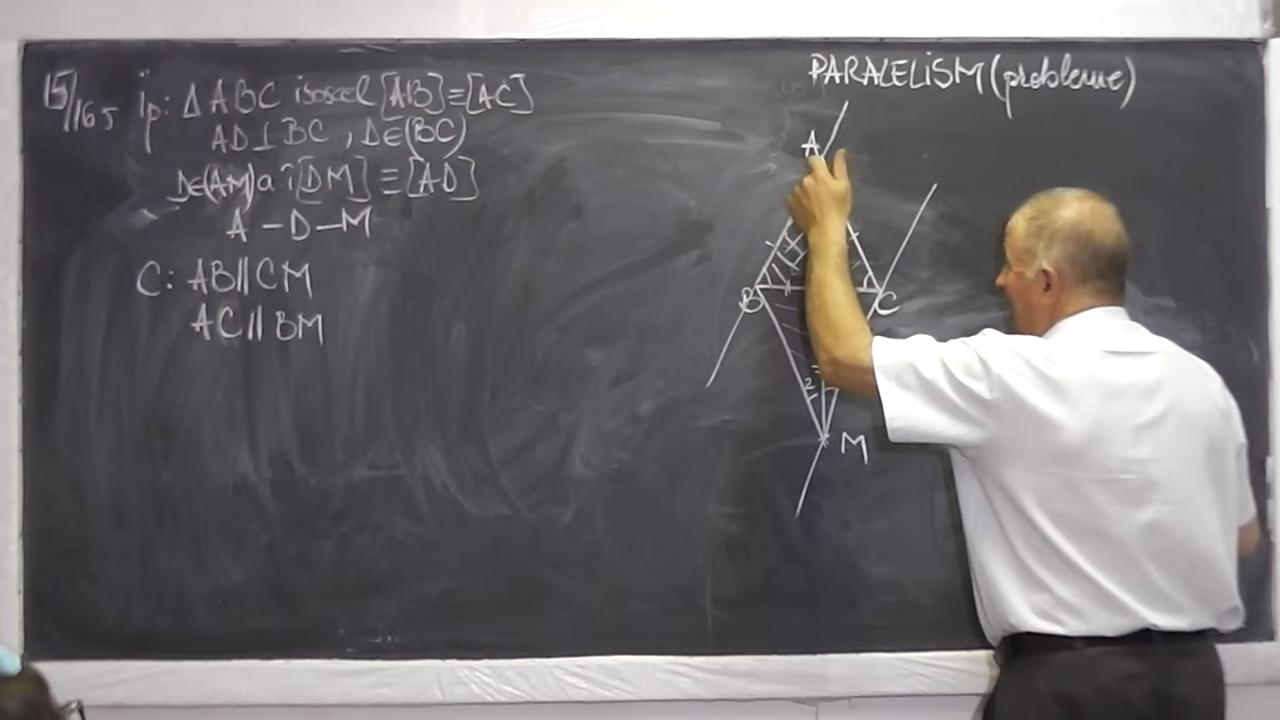 15/165 ip: Δ ABC isoscel [AB]≡[AC]
AD⊥BC, D∈(BC)
D∈(AM) a î [DM]≡[AD]
A-D-M
C: AB∥CM
AC∥BM
PARALELiSM (probleme)
A
B
C
2
M